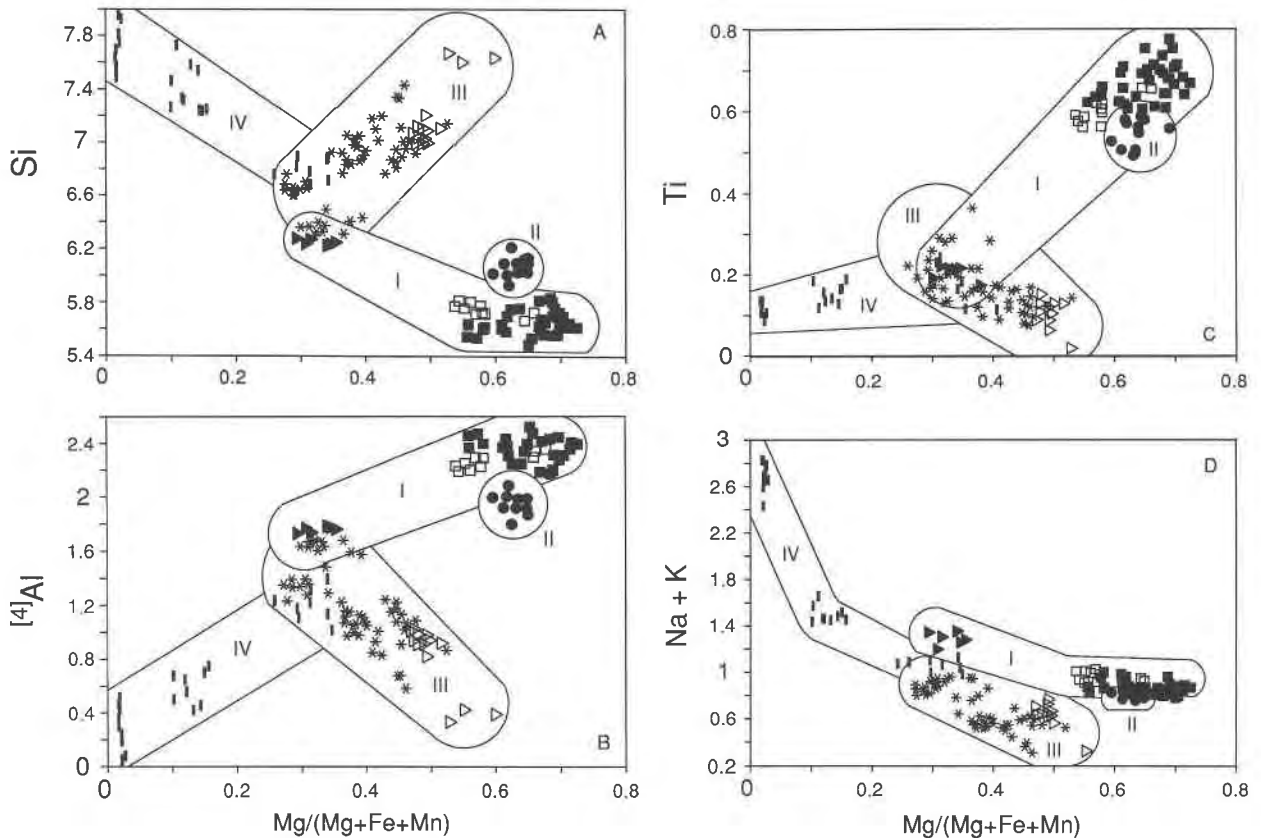 7.8
7.4
7
6.6
6.2
5.8
5.4
Si
A
IV
III
I
II
0
0.2
0.4
0.6
0.8
0.8
0.6
0.4
0.2
0
Ti
I
II
III
IV
C
0
0.2
0.4
0.6
0.8
2.4
2
1.6
1.2
0.8
0.4
0
[4]Al
I
II
IV
III
B
0
0.2
0.4
0.6
0.8
Mg/(Mg+Fe+Mn)
3
2.6
2.2
1.8
1.4
1
0.6
0.2
Na + K
D
IV
I
II
III
0
0.2
0.4
0.6
0.8
Mg/(Mg+Fe+Mn)